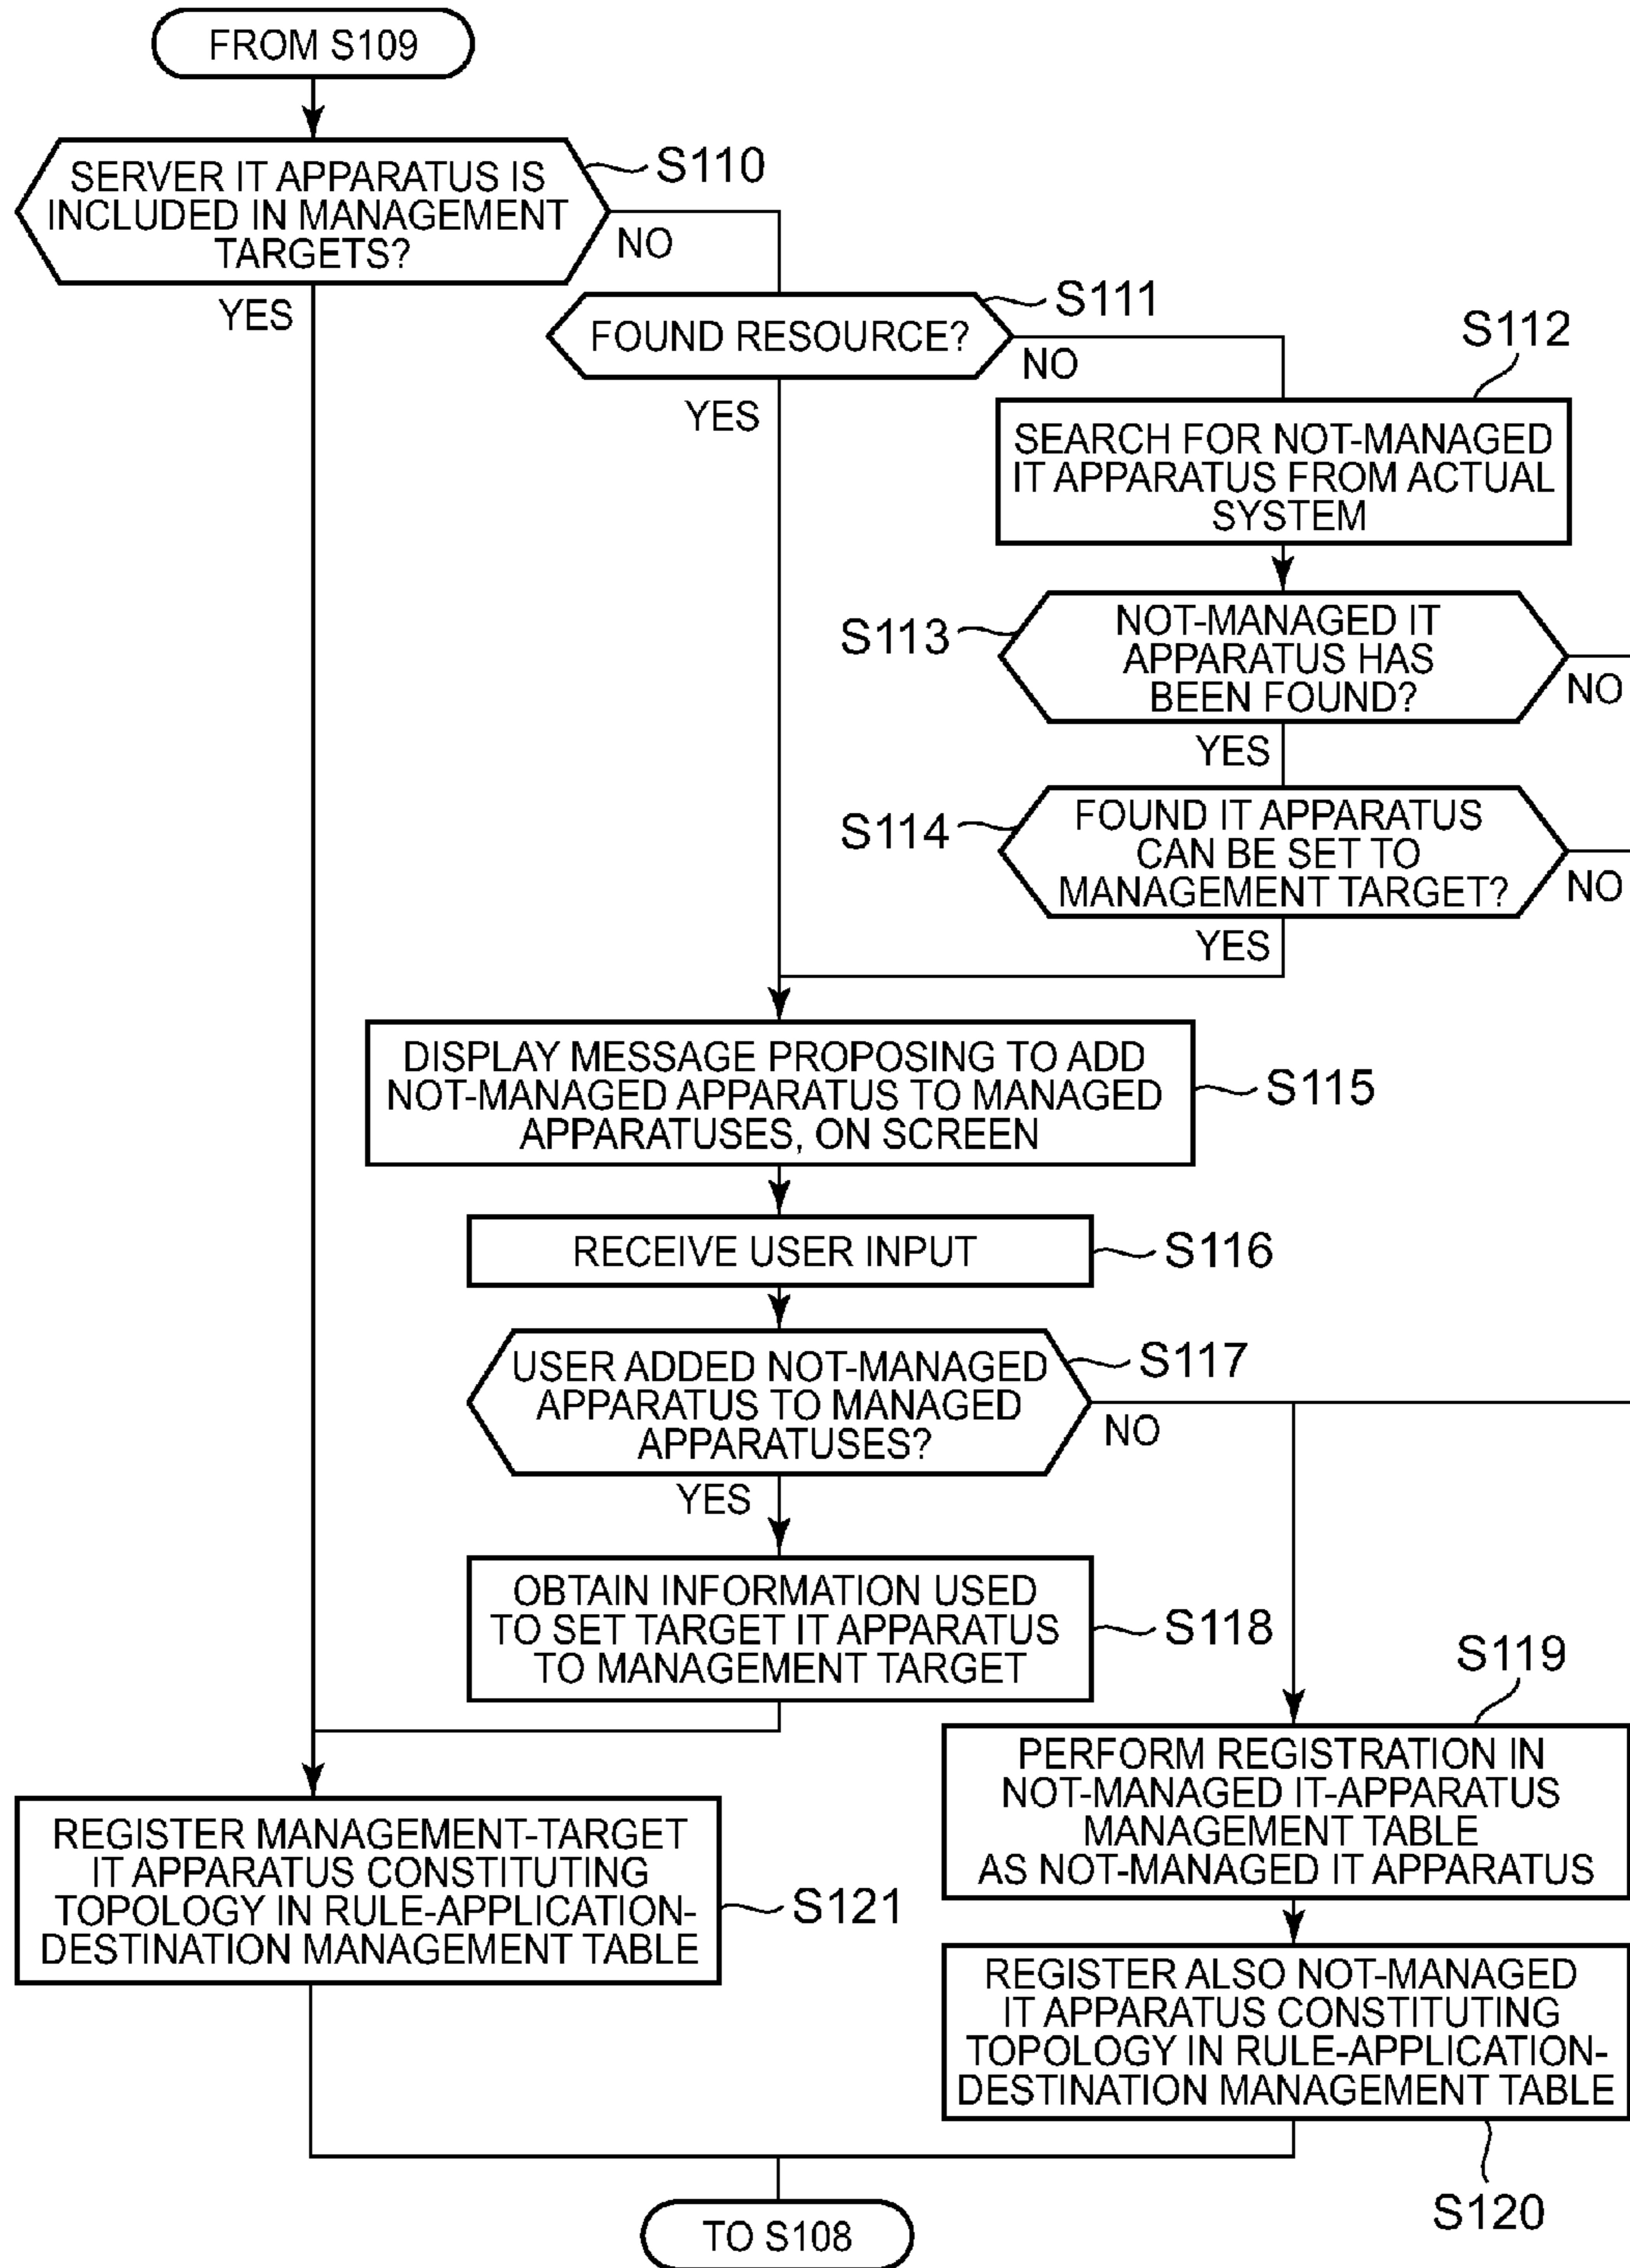 FROM S109
SERVER IT APPARATUS IS
INCLUDED IN MANAGEMENT
TARGETS?
S110
NO
YES
FOUND RESOURCE?
S111
NO
YES
S112
SEARCH FOR NOT-MANAGED
IT APPARATUS FROM ACTUAL
SYSTEM
S113
NOT-MANAGED IT
APPARATUS HAS
BEEN FOUND?
NO
YES
S114
FOUND IT APPARATUS
CAN BE SET TO
MANAGEMENT TARGET?
NO
YES
DISPLAY MESSAGE PROPOSING TO ADD
NOT-MANAGED APPARATUS TO MANAGED
APPARATUSES, ON SCREEN
S115
RECEIVE USER INPUT
S116
USER ADDED NOT-MANAGED
APPARATUS TO MANAGED
APPARATUSES?
S117
NO
YES
OBTAIN INFORMATION USED
TO SET TARGET IT APPARATUS
TO MANAGEMENT TARGET
S118
S119
PERFORM REGISTRATION IN
NOT-MANAGED IT-APPARATUS
MANAGEMENT TABLE
AS NOT-MANAGED IT APPARATUS
REGISTER MANAGEMENT-TARGET
IT APPARATUS CONSTITUTING
TOPOLOGY IN RULE-APPLICATION-
DESTINATION MANAGEMENT TABLE
S121
REGISTER ALSO NOT-MANAGED
IT APPARATUS CONSTITUTING
TOPOLOGY IN RULE-APPLICATION-
DESTINATION MANAGEMENT TABLE
S120
TO S108